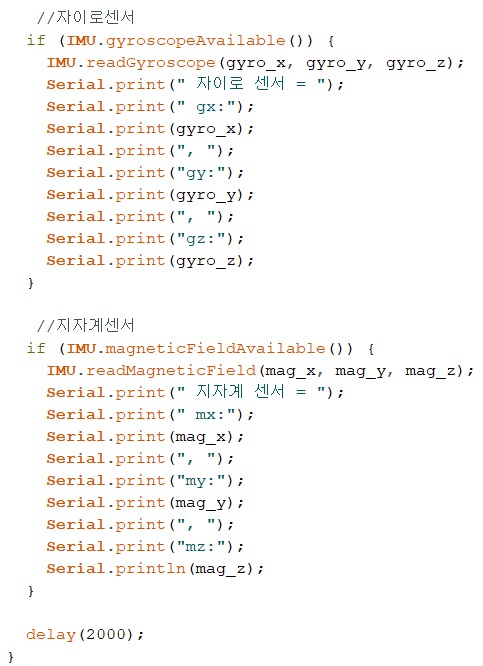 //자이로센서
if (IMU.gyroscopeAvailable()) {
IMU.readGyroscope(gyro_x, gyro_y, gyro_z);
Serial.print(" 자이로 센서 = ");
Serial.print(" gx:");
Serial.print(gyro_x);
Serial.print(", ");
Serial.print("gy:");
Serial.print(gyro_y);
Serial.print(", ");
Serial.print("gz:");
Serial.print(gyro_z);
}
//지자계센서
if (IMU.magneticFieldAvailable()) {
IMU.readMagneticField(mag_x, mag_y, mag_z);
Serial.print(" 지자계 센서 = ");
Serial.print(" mx:");
Serial.print(mag_x);
Serial.print(", ");
Serial.print("my:");
Serial.print(mag_y);
Serial.print(", ");
Serial.print("mz:");
Serial.println(mag_z);
}
delay(2000);
}